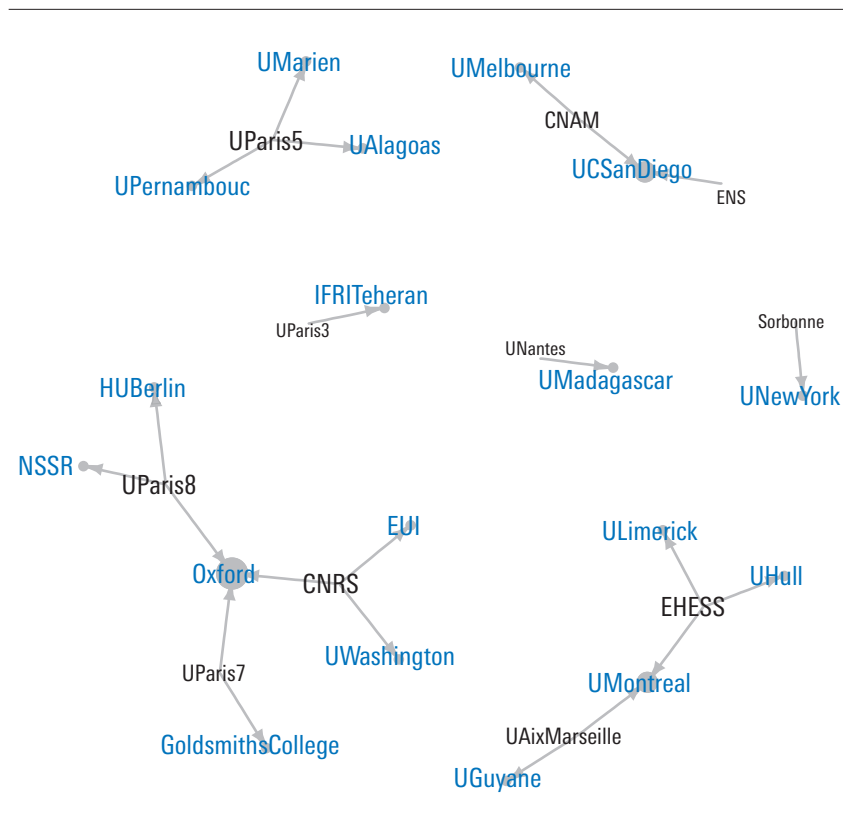 UMarien
UMelbourne
CNAM
UParis5
UAlagoas
UCSanDiego
UPernambouc
ENS
IFRITeheran
UParis3
Sorbonne
UNantes
UMadagascar
HUBerlin
UNewYork
NSSR
UParis8
EUI
ULimerick
Oxford
CNRS
UHull
EHESS
UWashington
UParis7
UMontreal
GoldsmithsCollege
UAixMarseille
UGuyane